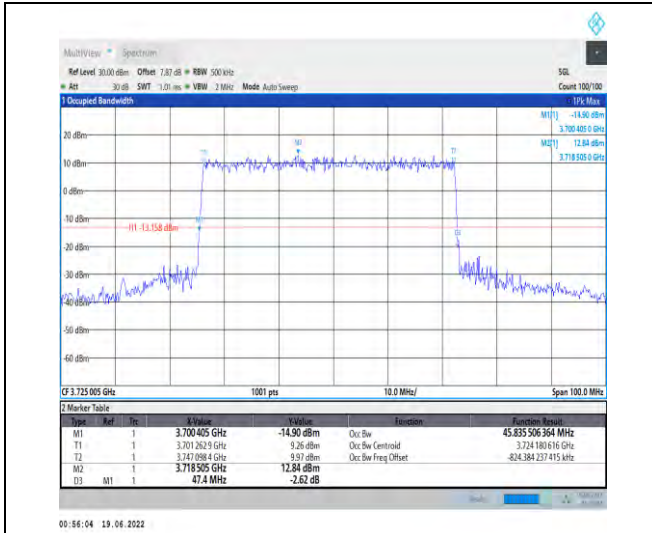 MultiView Spectrum
Ref Level 30.00 dBm Offset 7.87 dB RBW 500 kHz SGL
Att 30 dB SWT 1.01 ms VBW 2 MHz Mode Auto Sweep Count 100/100
1 Occupied Bandwidth 1Pk Max
M1[1] -14.90 dBm
3.700 405 0 GHz
M2[1] 12.84 dBm
3.718 505 0 GHz
20 dBm
10 dBm
0 dBm
-10 dBm
H1 -13.158 dBm
-20 dBm
-30 dBm
-40 dBm
-50 dBm
-60 dBm
T1
M2
T2
M1
D3
CF 3.725 005 GHz 1001 pts 10.0 MHz/ Span 100.0 MHz
2 Marker Table
Type Ref Trc X-Value Y-Value Function Function Result
M1 1 3.700 405 GHz -14.90 dBm Occ Bw 45.835 506 364 MHz
T1 1 3.701 262 9 GHz 9.26 dBm Occ Bw Centroid 3.724 180 616 GHz
T2 1 3.747 098 4 GHz 9.97 dBm Occ Bw Freq Offset -824.384 237 415 kHz
M2 1 3.718 505 GHz 12.84 dBm
D3 M1 1 47.4 MHz -2.62 dB
00:56:04 19.06.2022